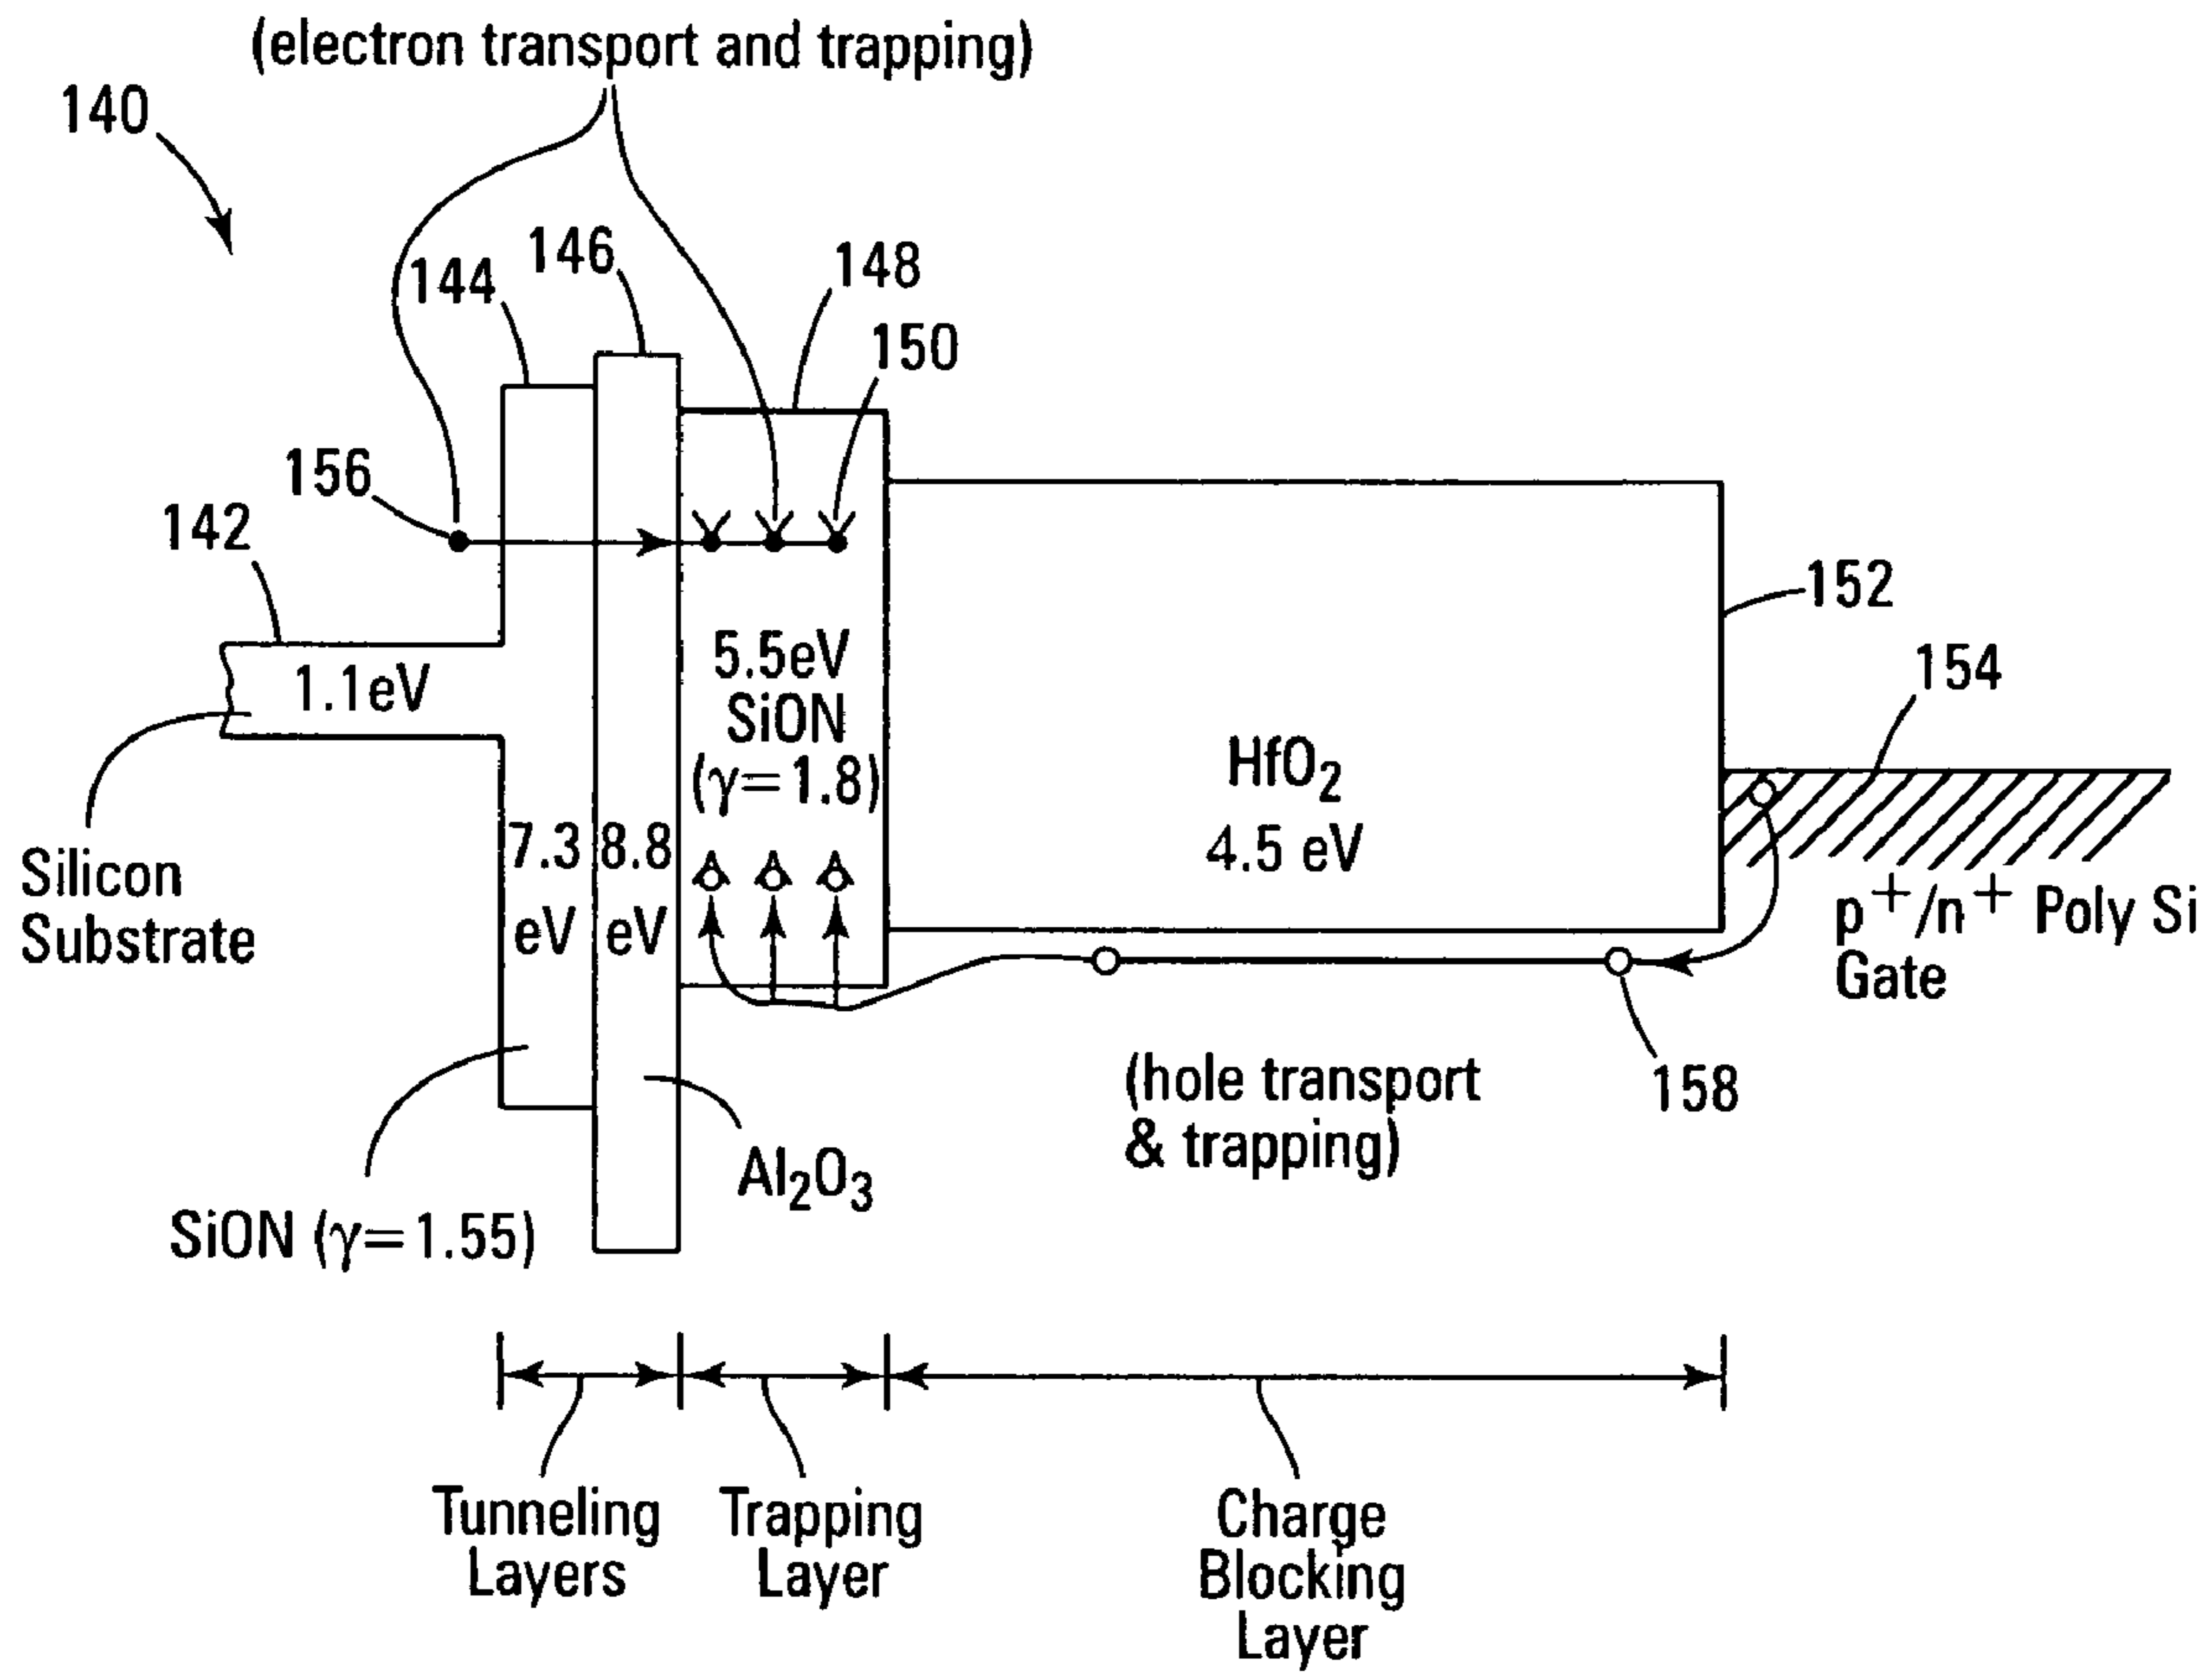 (electron transport and trapping)
140
146
148
144
150
156
142
152
1.1eV
5.5eV
SiON
(γ=1.8)
154
HfO₂
4.5 eV
7.3
eV
8.8
eV
Silicon
Substrate
p⁺/n⁺ Poly Si
Gate
(hole transport
& trapping)
158
Al₂O₃
SiON (γ=1.55)
Tunneling
Layers
Trapping
Layer
Charge
Blocking
Layer